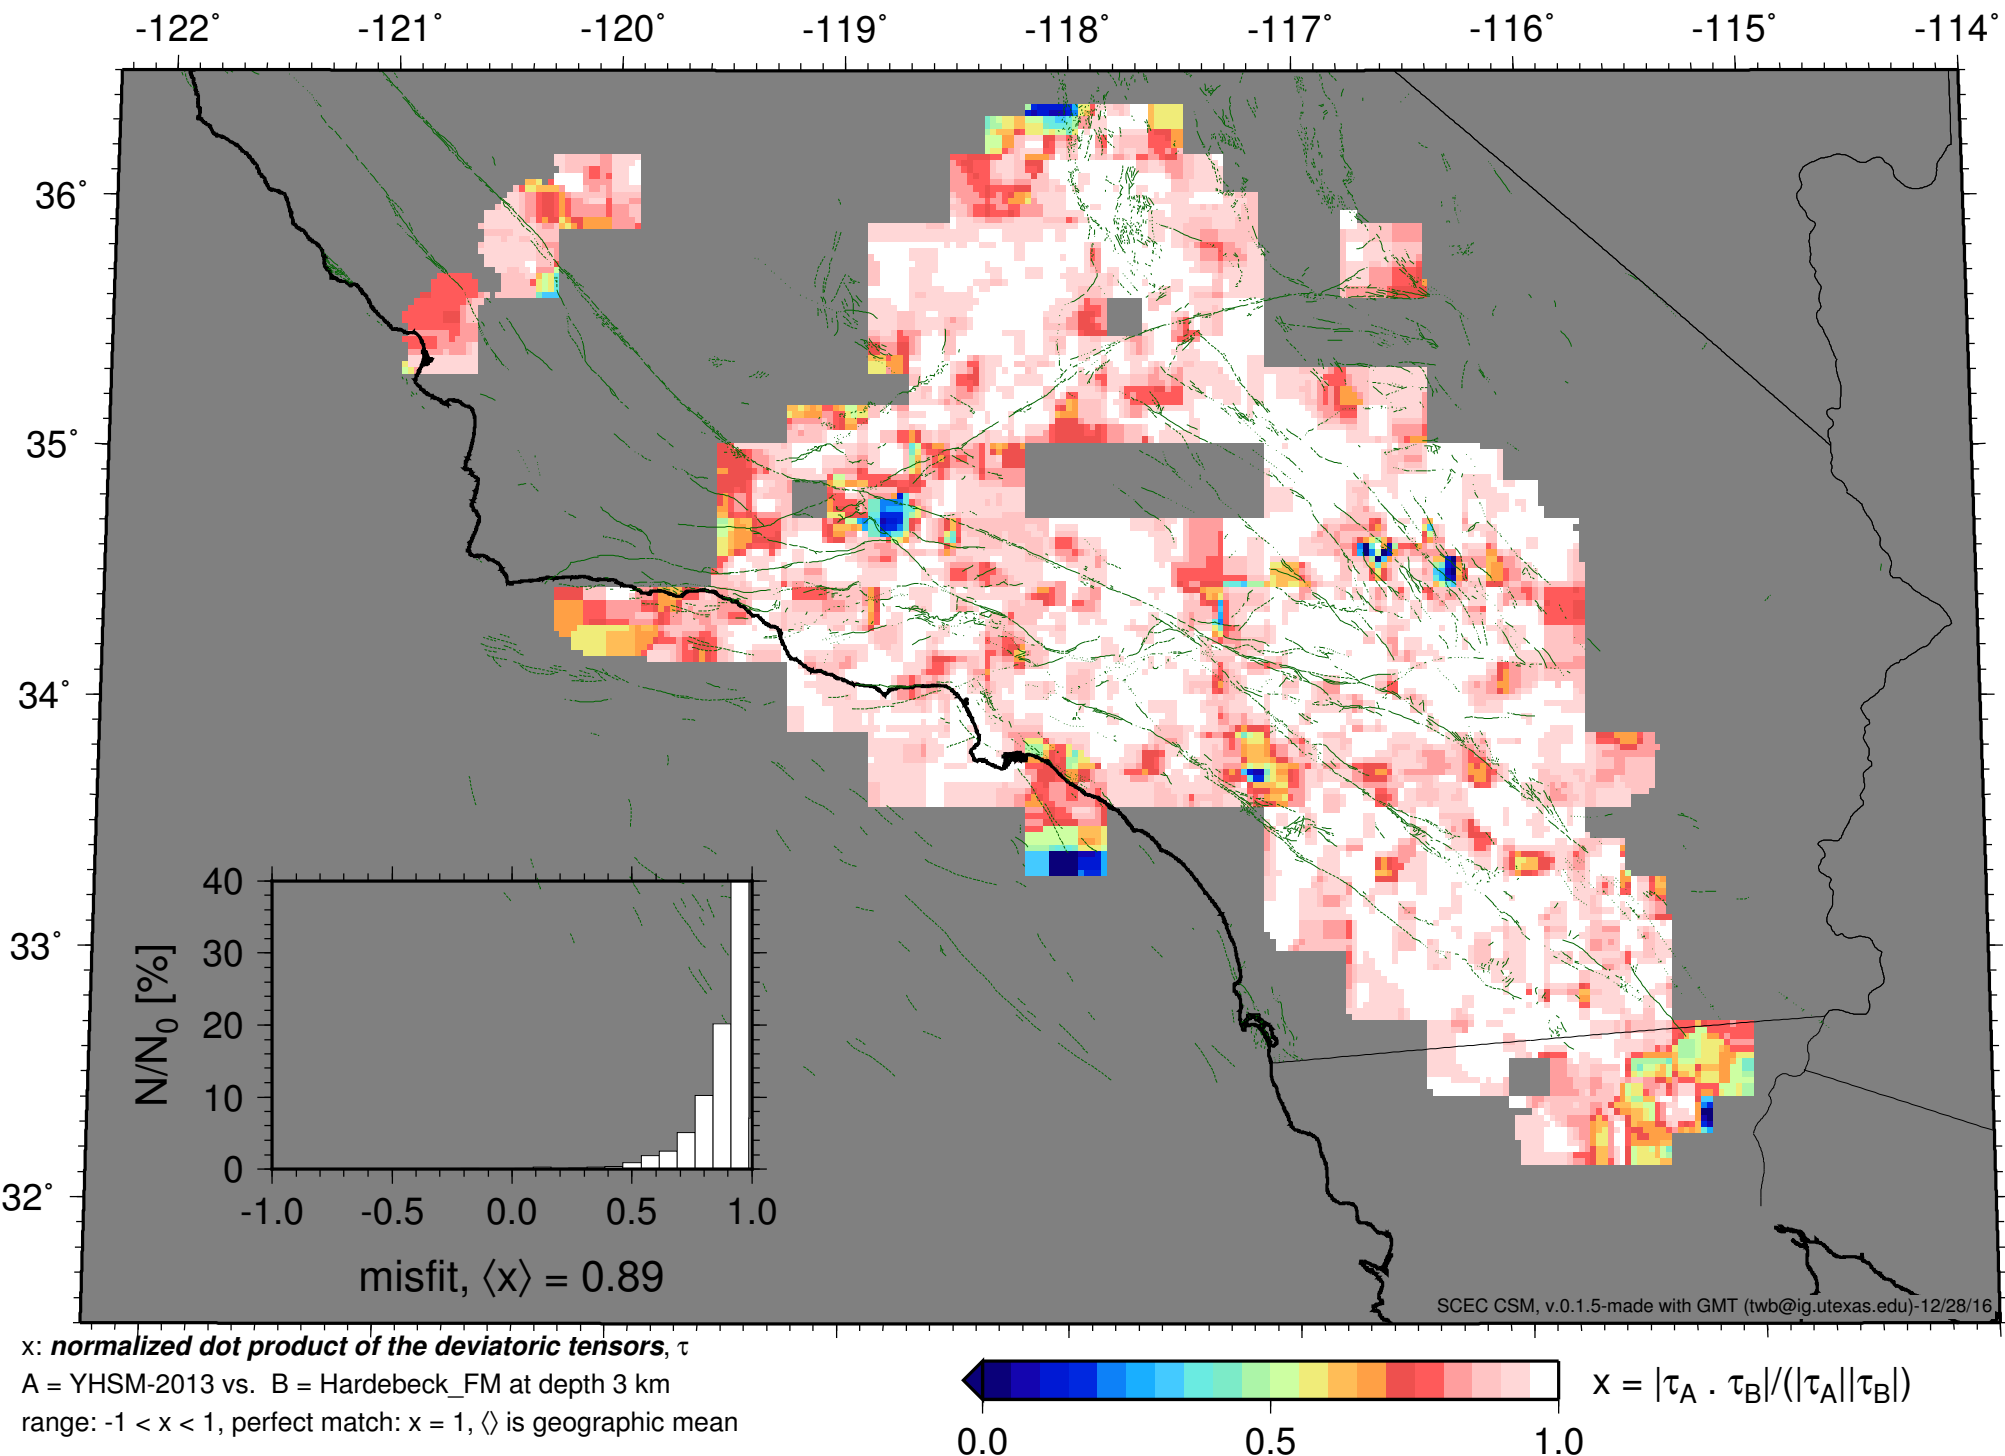 -122° -121° -120° -119° -118° -117° -116° -115° -114°
36°
35°
34°
33°
32°
40
30
20
10
0
N/N0 [%]
-1.0 -0.5 0.0 0.5 1.0
misfit, ⟨x⟩ = 0.89
SCEC CSM, v.0.1.5-made with GMT (twb@ig.utexas.edu)-12/28/16
x: normalized dot product of the deviatoric tensors, τ
A = YHSM-2013 vs. B = Hardebeck_FM at depth 3 km
range: -1 < x < 1, perfect match: x = 1, ⟨⟩ is geographic mean
x = |τA . τB|/(|τA||τB|)
0.0 0.5 1.0